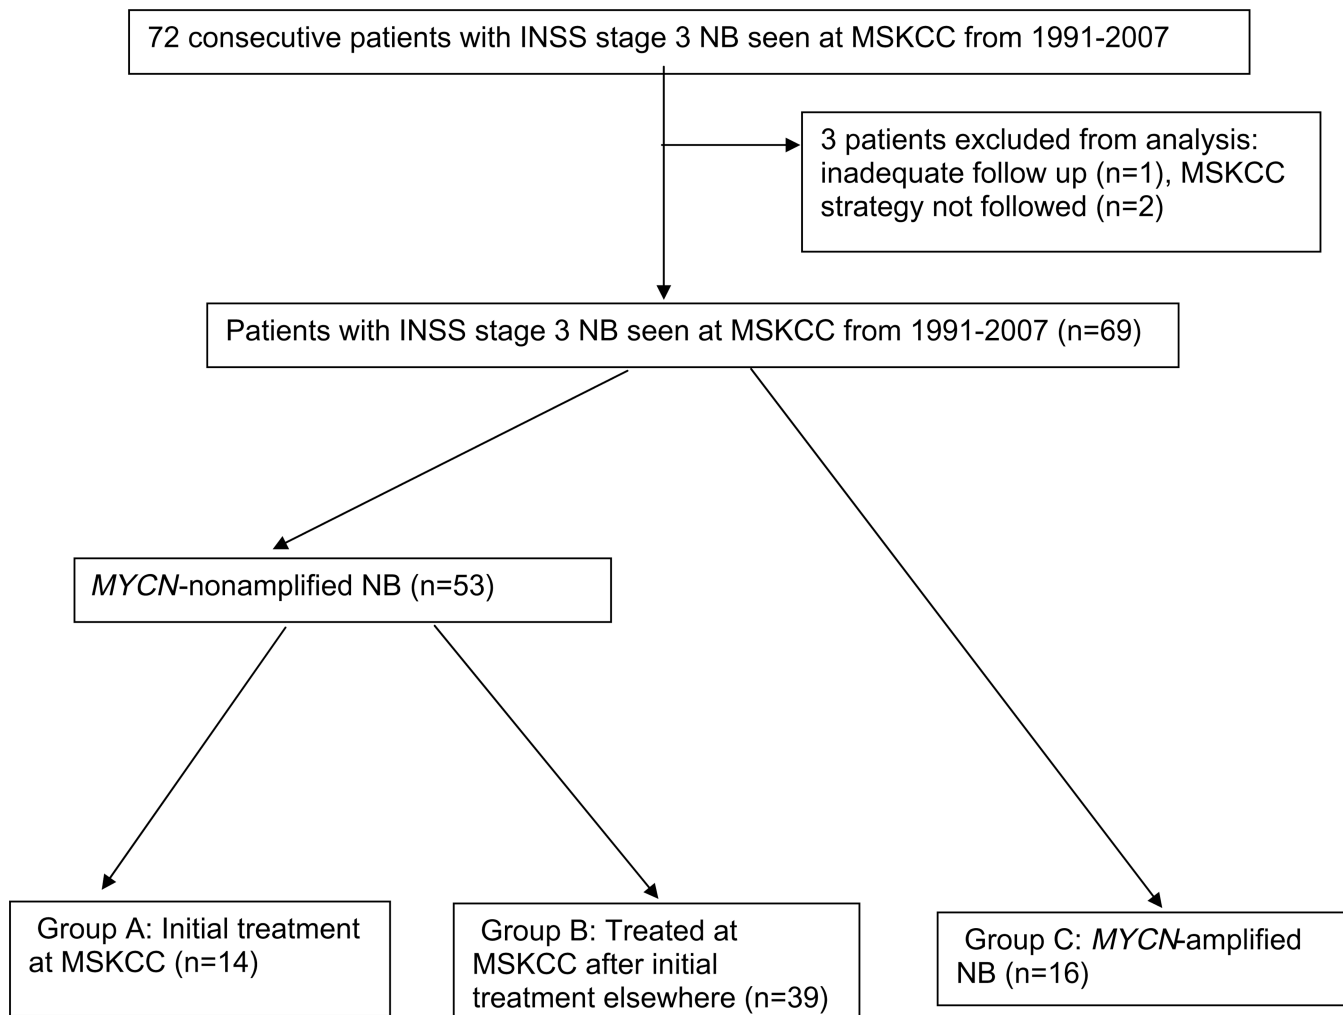 72 consecutive patients with INSS stage 3 NB seen at MSKCC from 1991-2007
3 patients excluded from analysis:
inadequate follow up (n=1), MSKCC
strategy not followed (n=2)
Patients with INSS stage 3 NB seen at MSKCC from 1991-2007 (n=69)
MYCN-nonamplified NB (n=53)
Group A: Initial treatment
at MSKCC (n=14)
Group B: Treated at
MSKCC after initial
treatment elsewhere (n=39)
Group C: MYCN-amplified
NB (n=16)